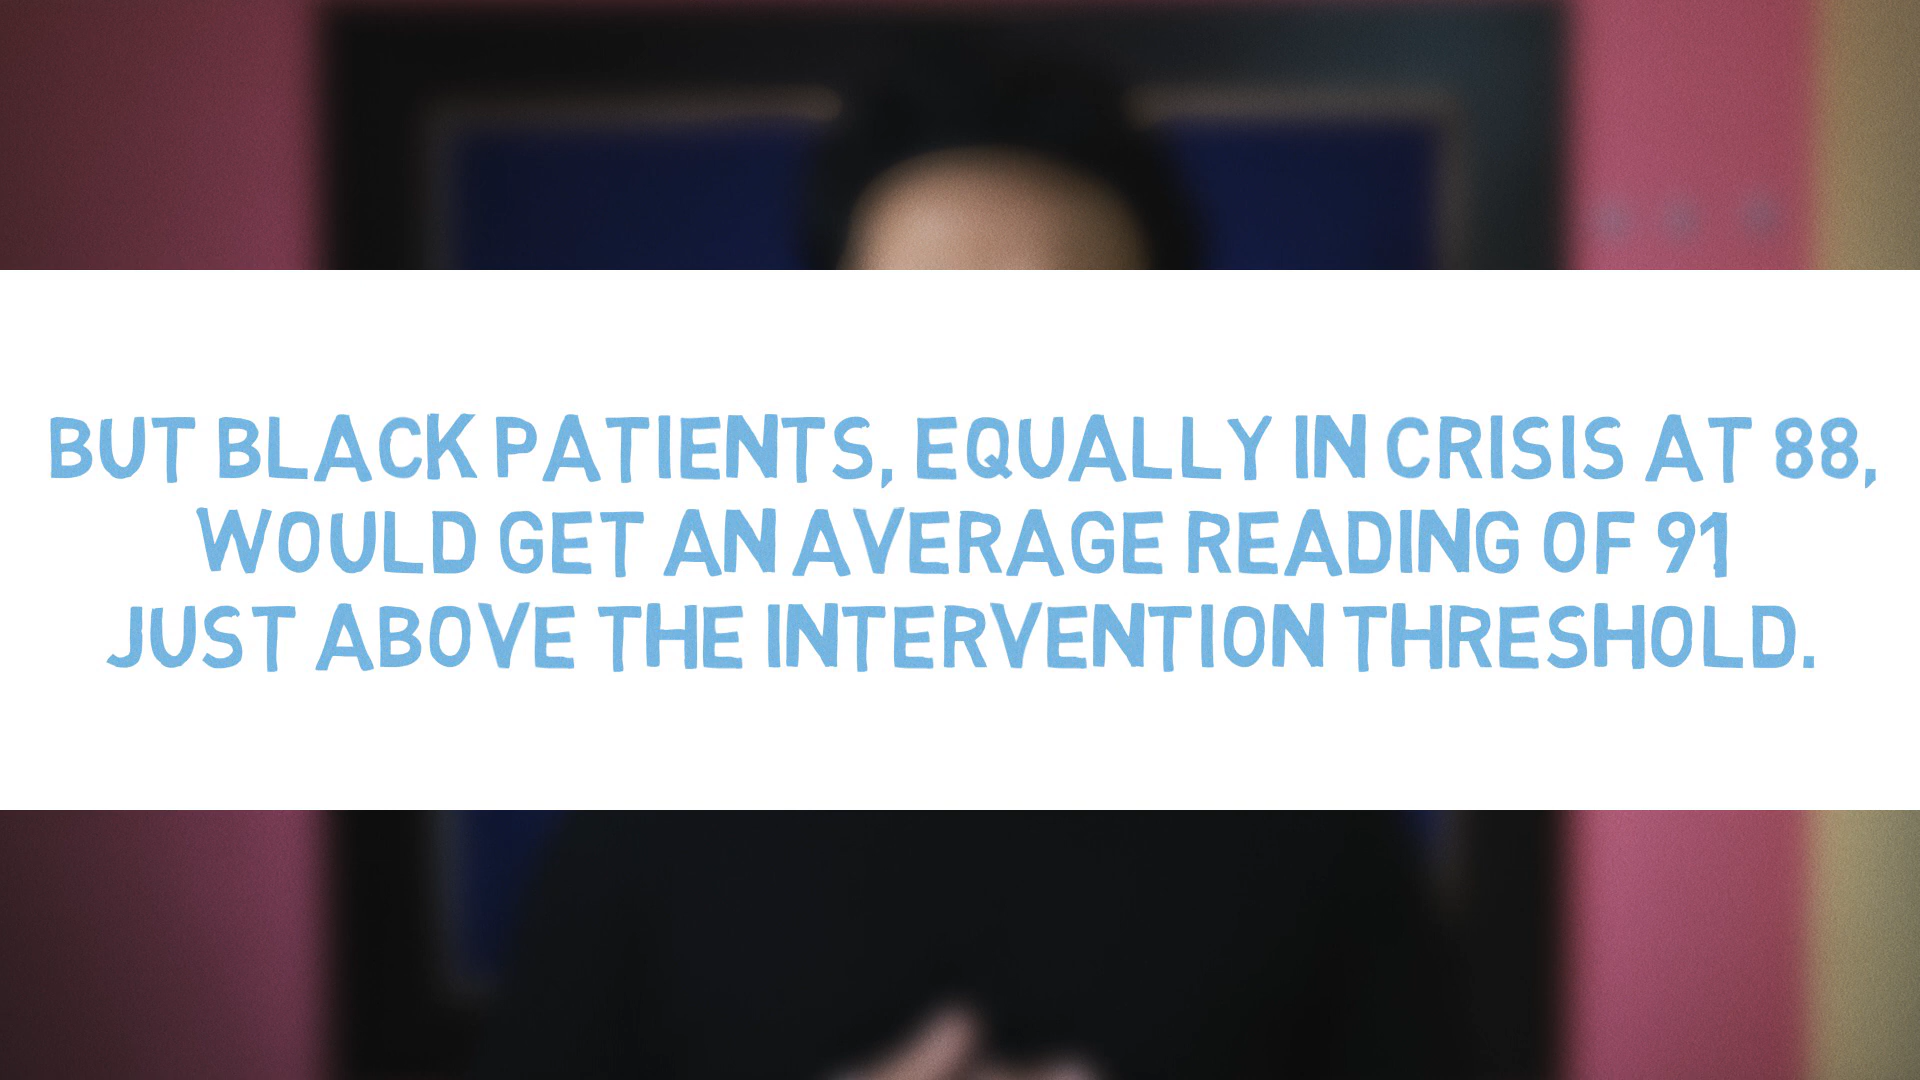 BUT BLACK PATIENTS, EQUALLY IN CRISIS AT 88,
WOULD GET AN AVERAGE READING OF 91
JUST ABOVE THE INTERVENTION THRESHOLD.